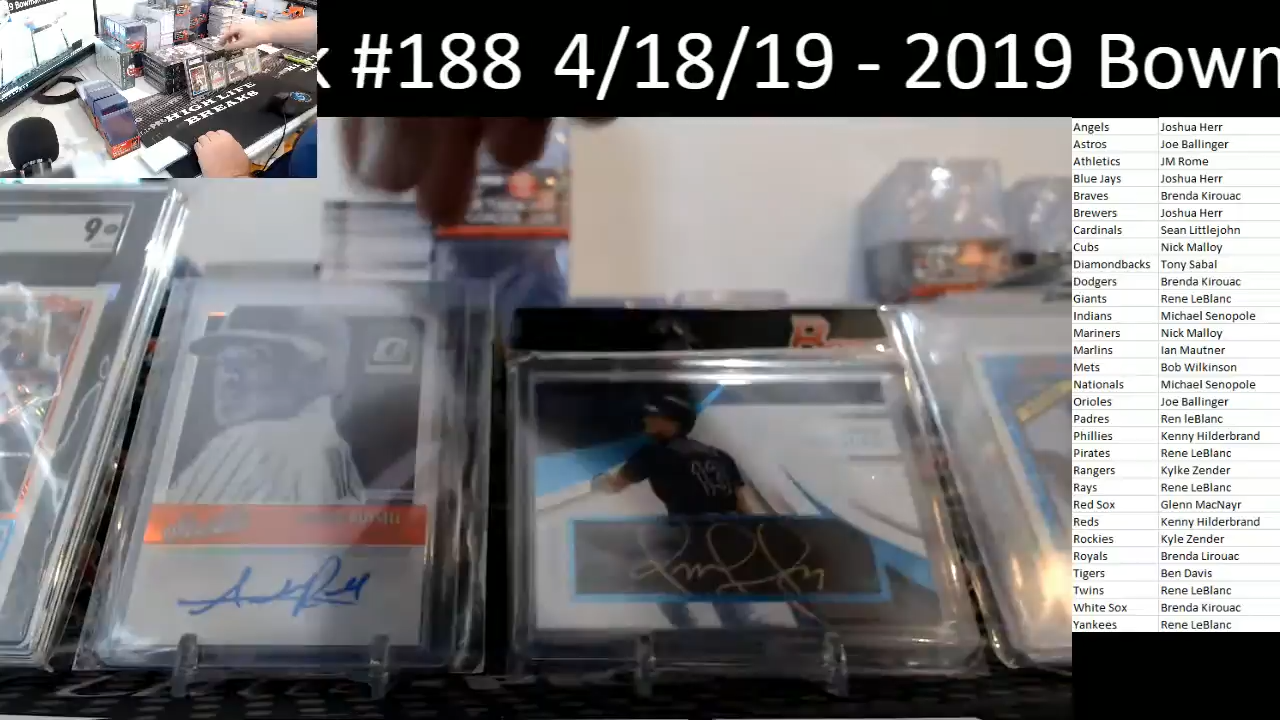 #188 4/18/19 - 2019 Bown
HIGH LIFE
BREAKS
9
13
Angels Joshua Herr
Astros Joe Ballinger
Athletics JM Rome
Blue Jays Joshua Herr
Braves Brenda Kirouac
Brewers Joshua Herr
Cardinals Sean Littlejohn
Cubs Nick Malloy
Diamondbacks Tony Sabal
Dodgers Brenda Kirouac
Giants Rene LeBlanc
Indians Michael Senopole
Mariners Nick Malloy
Marlins Ian Mautner
Mets Bob Wilkinson
Nationals Michael Senopole
Orioles Joe Ballinger
Padres Ren leBlanc
Phillies Kenny Hilderbrand
Pirates Rene LeBlanc
Rangers Kylke Zender
Rays Rene LeBlanc
Red Sox Glenn MacNayr
Reds Kenny Hilderbrand
Rockies Kyle Zender
Royals Brenda Lirouac
Tigers Ben Davis
Twins Rene LeBlanc
White Sox Brenda Kirouac
Yankees Rene LeBlanc